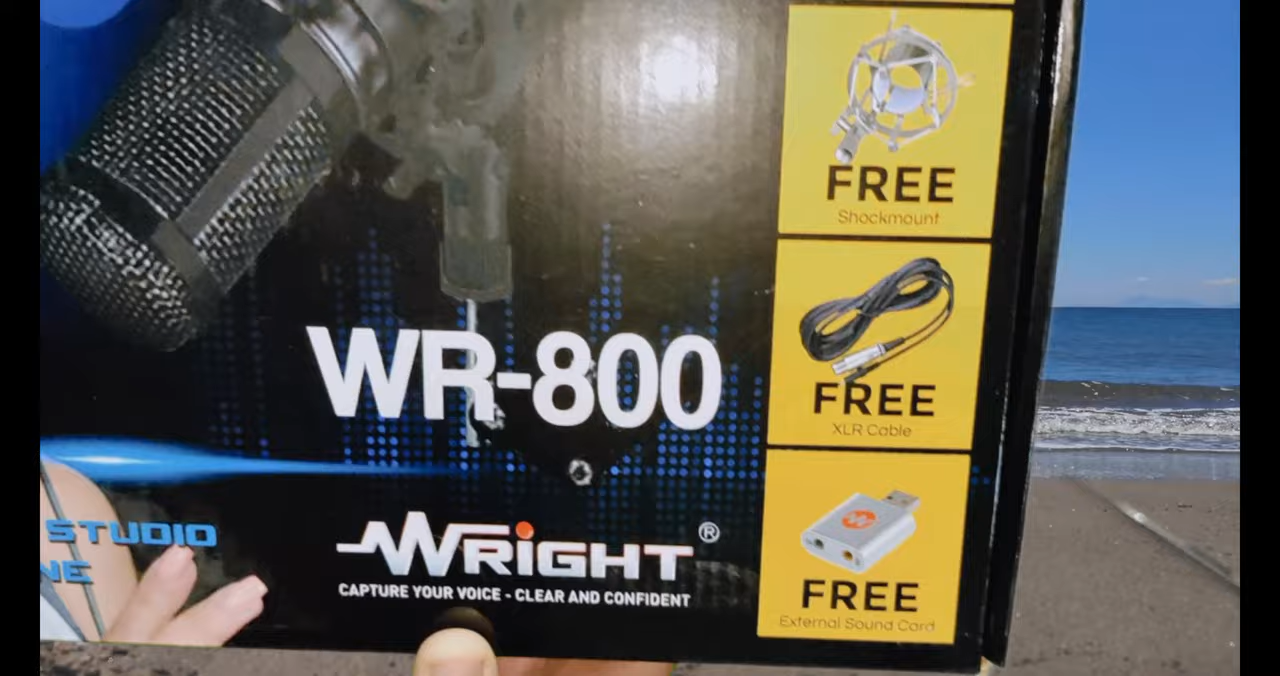 FREE
Shockmount
WR-800
FREE
XLR Cable
STUDIO
NE
WRiGHT®
CAPTURE YOUR VOICE - CLEAR AND CONFIDENT
FREE
External Sound Card